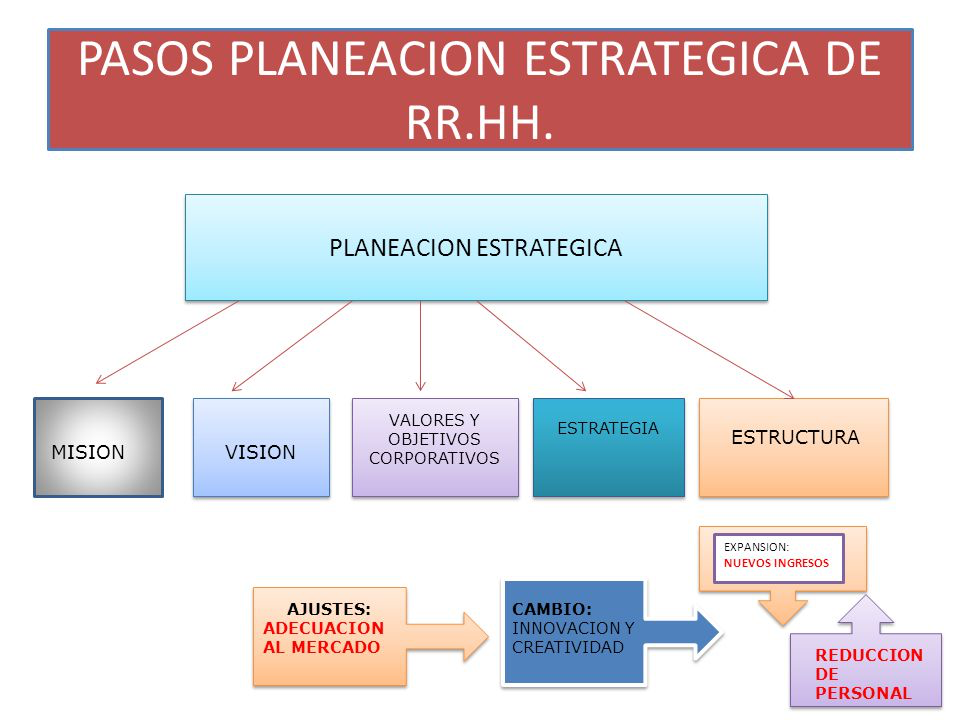 PASOS PLANEACION ESTRATEGICA DE
RR.HH.
PLANEACION ESTRATEGICA
MISION
VISION
VALORES Y
OBJETIVOS
CORPORATIVOS
ESTRATEGIA
ESTRUCTURA
EXPANSION:
NUEVOS INGRESOS
AJUSTES:
ADECUACION
AL MERCADO
CAMBIO:
INNOVACION Y
CREATIVIDAD
REDUCCION
DE
PERSONAL